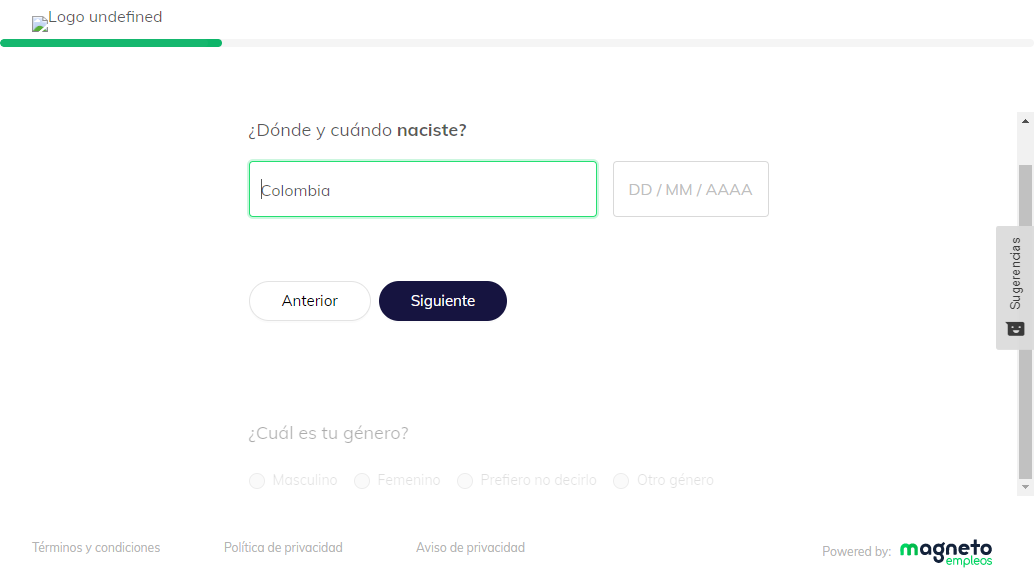 Logo undefined
¿Dónde y cuándo naciste?
Colombia
DD / MM / AAAA
Sugerencias
Anterior
Siguiente
¿Cuál es tu género?
Masculino Femenino Prefiero no decirlo Otro género
Términos y condiciones Política de privacidad Aviso de privacidad Powered by: magneto
empleos